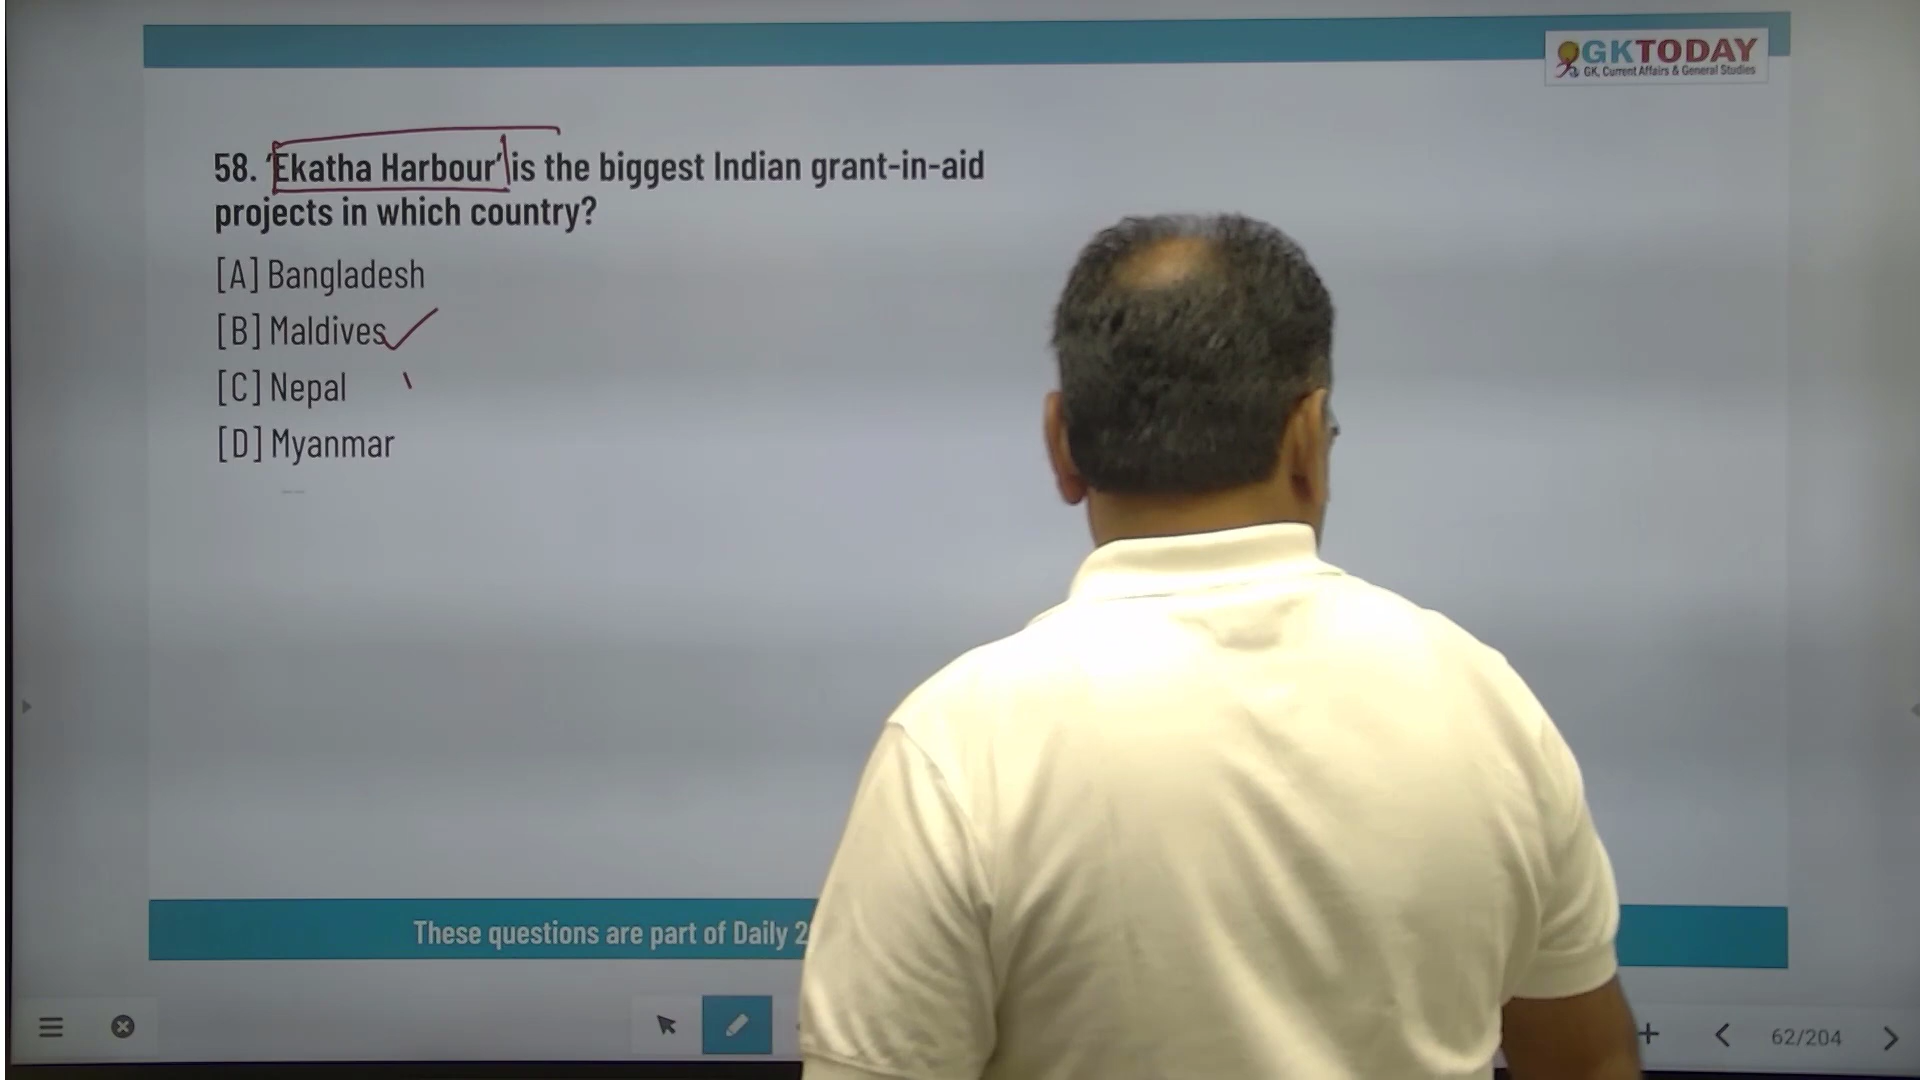 GKTODAY
GK, Current Affairs & General Studies
58. 'Ekatha Harbour' is the biggest Indian grant-in-aid
projects in which country?
[A] Bangladesh
[B] Maldives
[C] Nepal
[D] Myanmar
These questions are part of Daily 2
62/204